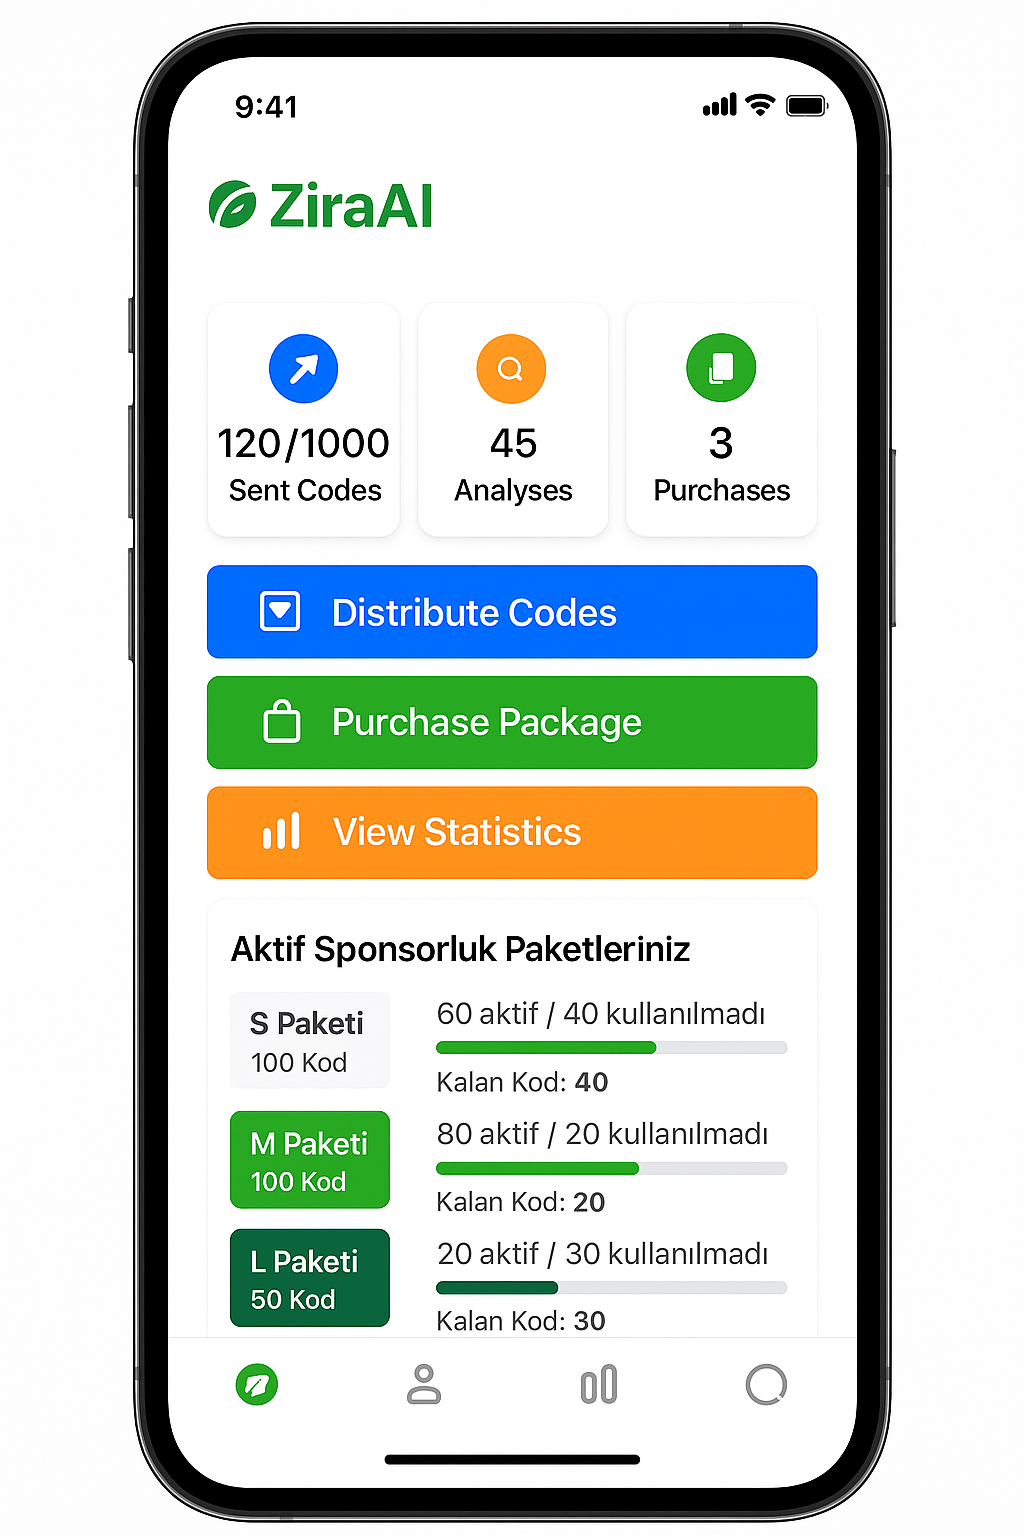 9:41
ZiraAI
120/1000
Sent Codes
45
Analyses
3
Purchases
Distribute Codes
Purchase Package
View Statistics
Aktif Sponsorluk Paketleriniz
S Paketi
100 Kod
60 aktif / 40 kullanılmadı
Kalan Kod: 40
M Paketi
100 Kod
80 aktif / 20 kullanılmadı
Kalan Kod: 20
L Paketi
50 Kod
20 aktif / 30 kullanılmadı
Kalan Kod: 30